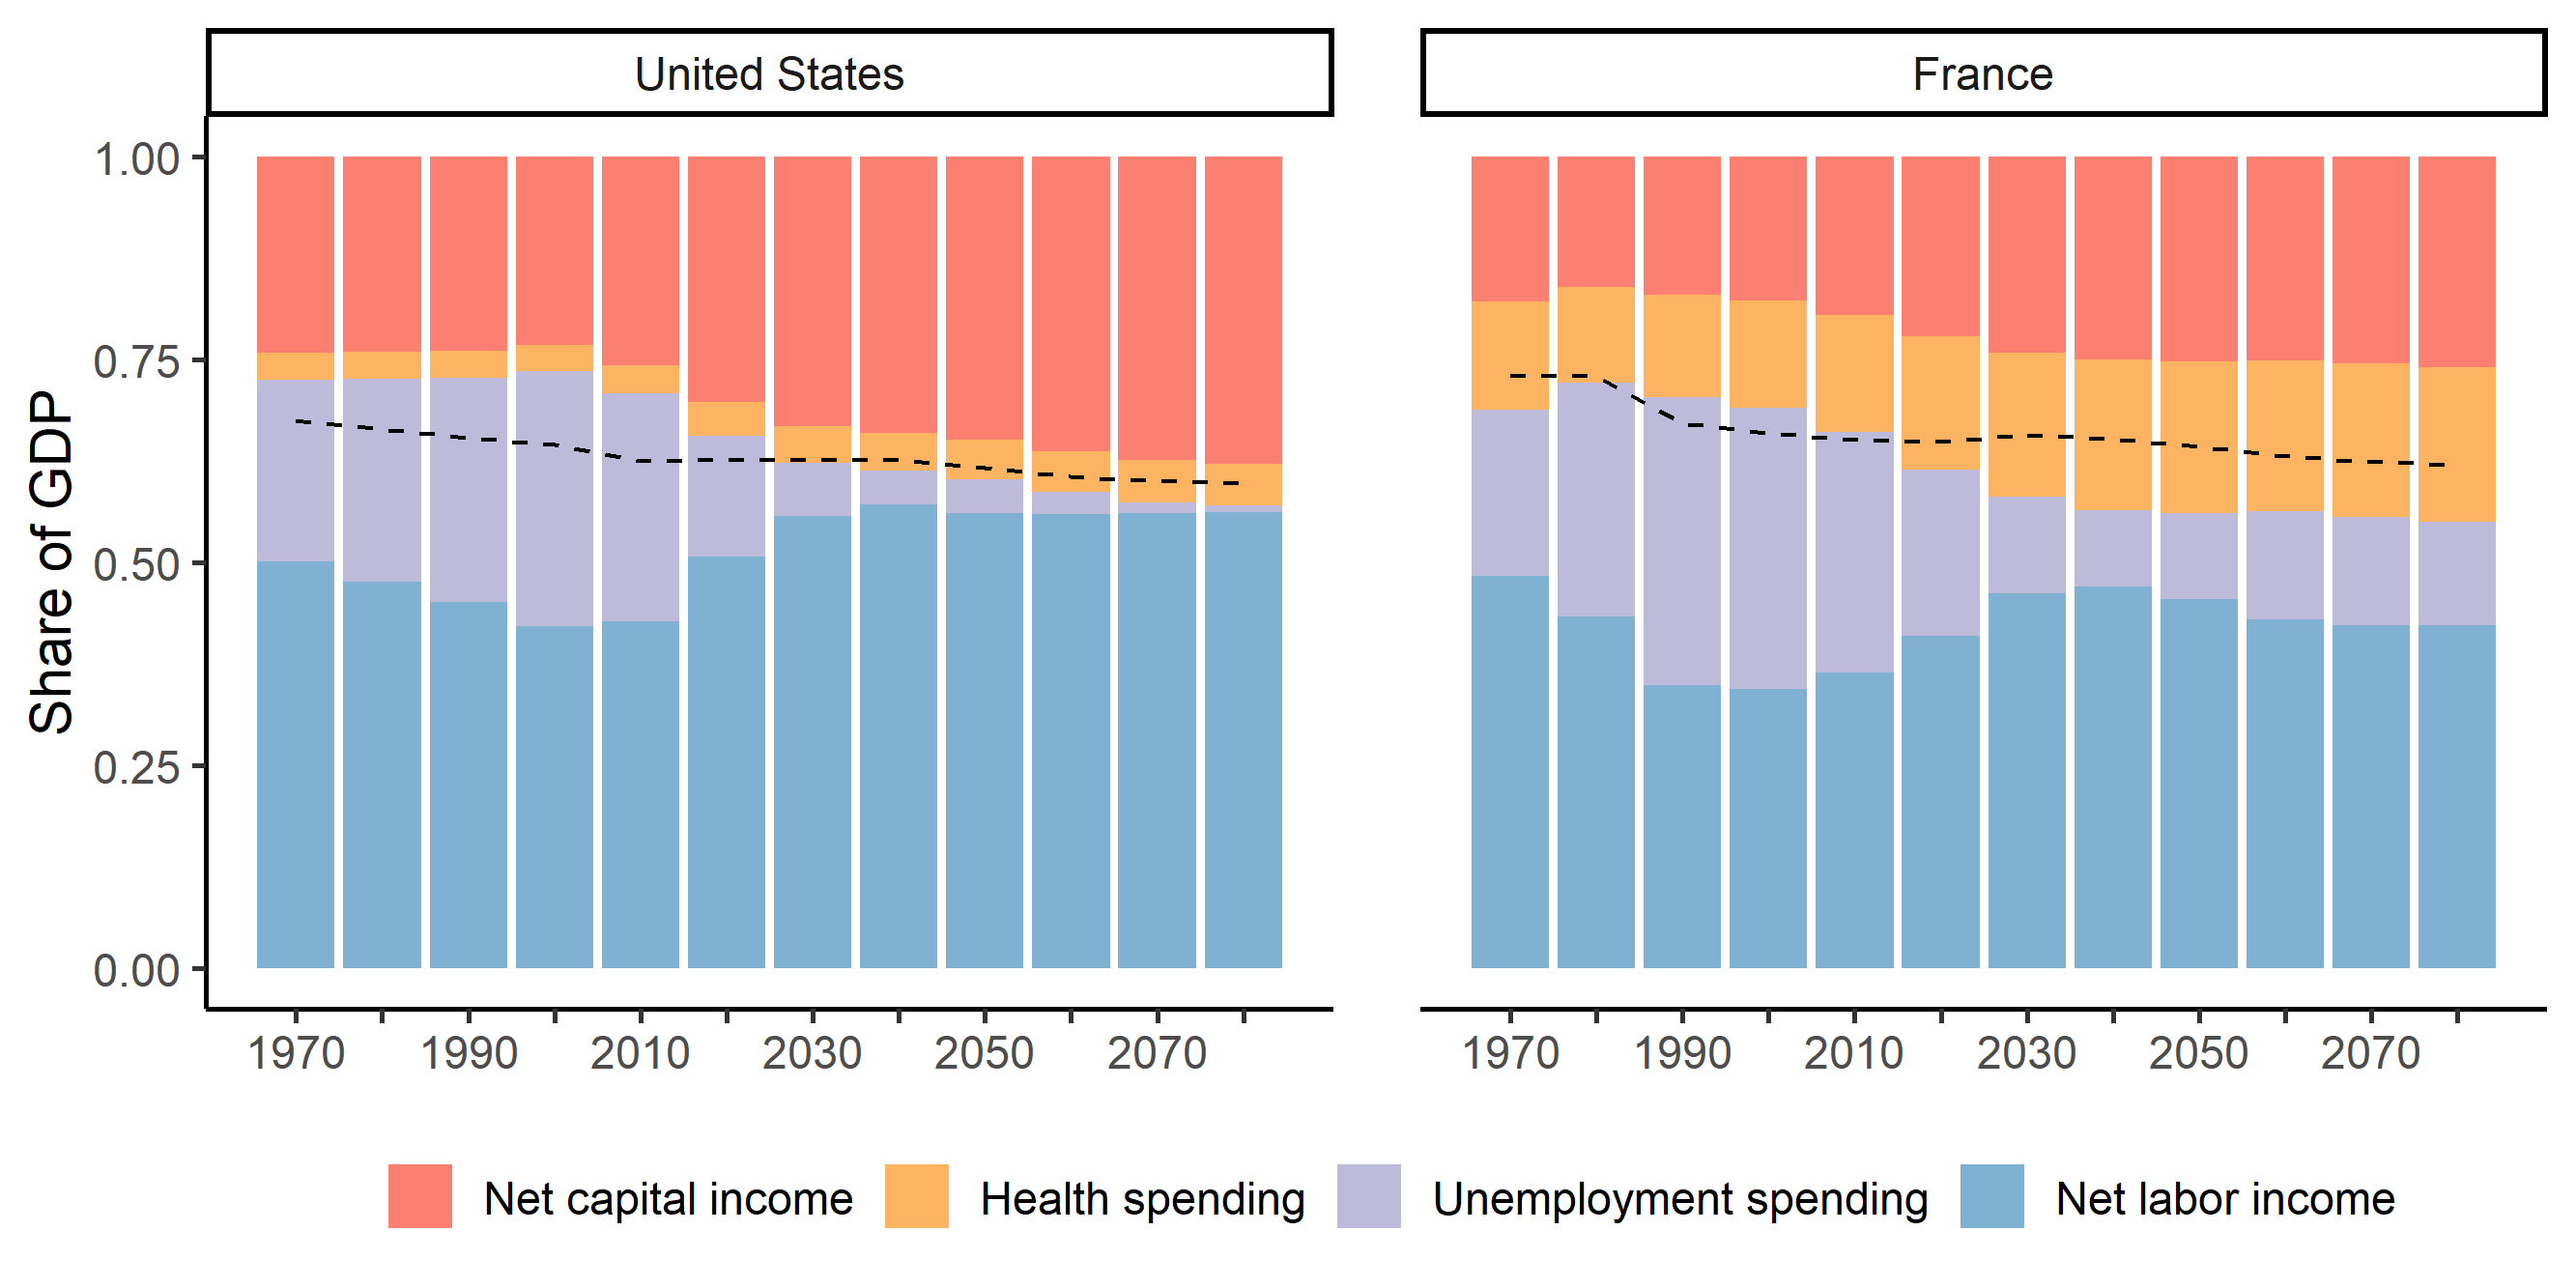 United States
France
Share of GDP
1.00
0.75
0.50
0.25
0.00
1970 1990 2010 2030 2050 2070
1970 1990 2010 2030 2050 2070
Net capital income Health spending Unemployment spending Net labor income